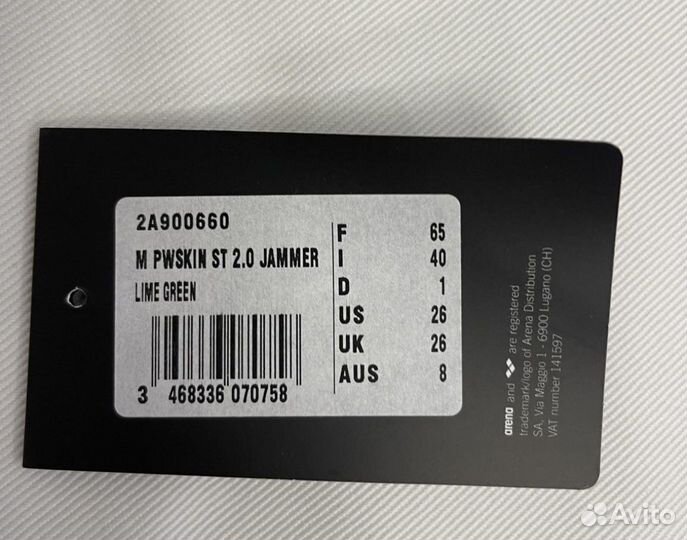 2A900660
M PWSKIN ST 2.0 JAMMER
LIME GREEN
3 468336 070758
F 65
I 40
D 1
US 26
UK 26
AUS 8
arena and are registered
trademark/logo of Arena Distribution
SA, Via Maggio 1 - 6900 Lugano (CH)
VAT number 141597
Avito